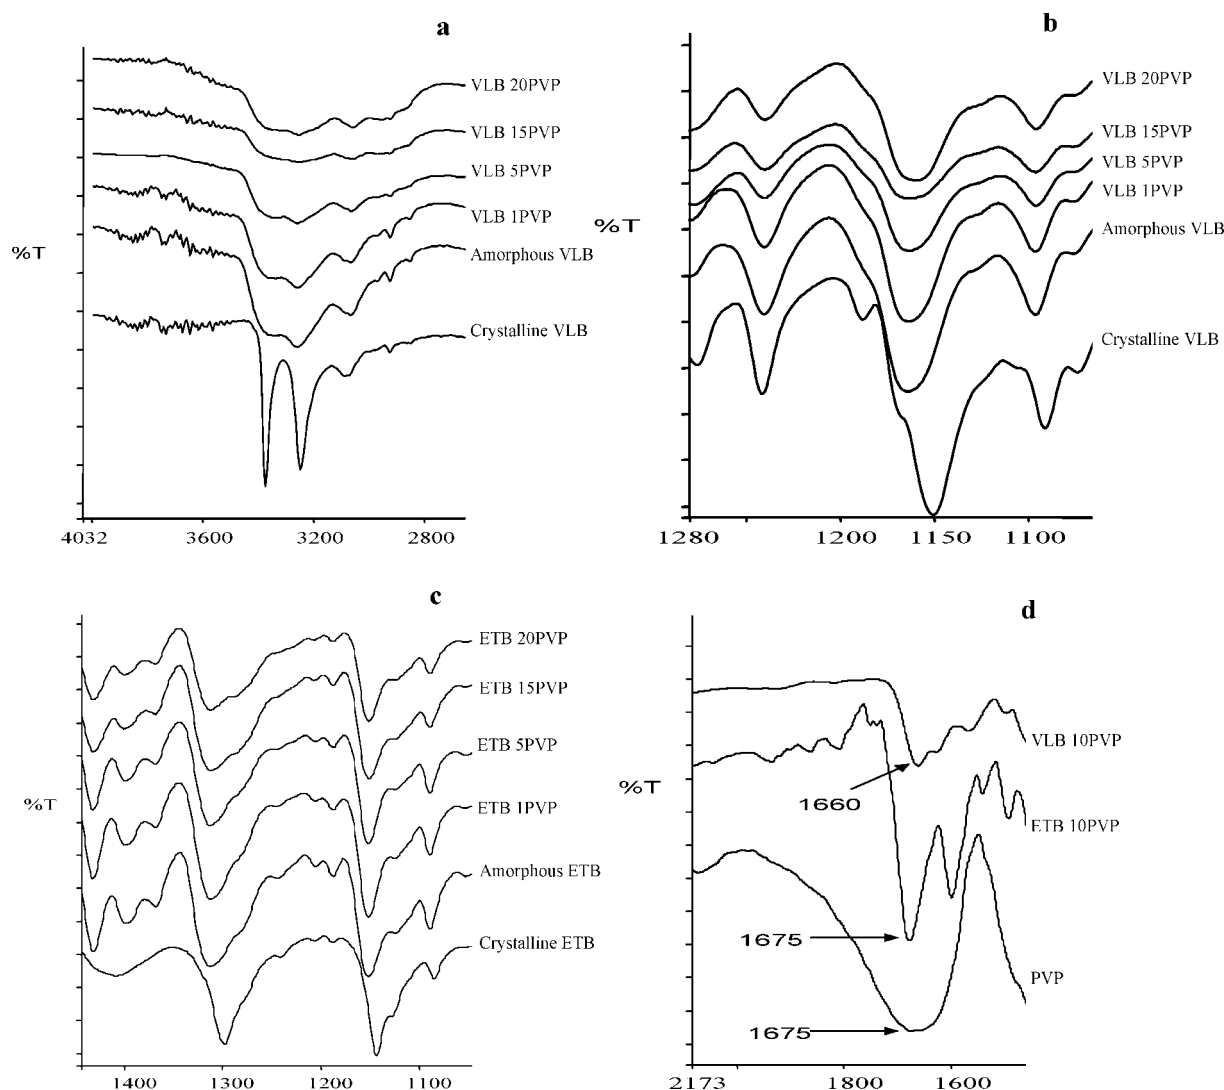 a
VLB 20PVP
VLB 15PVP
VLB 5PVP
VLB 1PVP
Amorphous VLB
Crystalline VLB
%T
4032 3600 3200 2800
b
VLB 20PVP
VLB 15PVP
VLB 5PVP
VLB 1PVP
Amorphous VLB
Crystalline VLB
%T
1280 1200 1150 1100
c
ETB 20PVP
ETB 15PVP
ETB 5PVP
ETB 1PVP
Amorphous ETB
Crystalline ETB
%T
1400 1300 1200 1100
d
VLB 10PVP
1660
ETB 10PVP
1675
PVP
1675
%T
2173 1800 1600